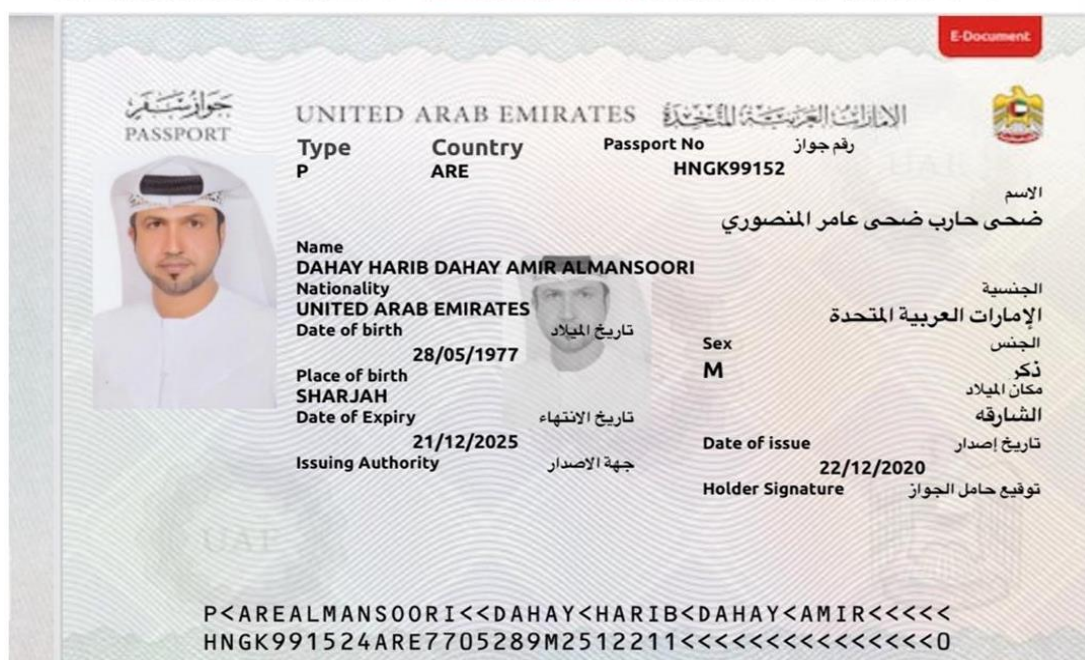 E-Document
جواز سفر
PASSPORT
UNITED ARAB EMIRATES الإمارات العربية المتحدة
Type Country Passport No رقم جواز
P ARE HNGK99152
الاسم
ضحى حارب ضحى عامر المنصوري
Name
DAHAY HARIB DAHAY AMIR ALMANSOORI
Nationality الجنسية
UNITED ARAB EMIRATES الإمارات العربية المتحدة
Date of birth تاريخ الميلاد Sex الجنس
28/05/1977 M ذكر
Place of birth مكان الميلاد
SHARJAH الشارقه
Date of Expiry تاريخ الانتهاء
21/12/2025 Date of issue تاريخ إصدار
Issuing Authority جهة الاصدار 22/12/2020
Holder Signature توقيع حامل الجواز
UAE
P<AREALMANSOORI<<DAHAY<HARIB<DAHAY<AMIR<<<<<
HNGK991524ARE7705289M2512211<<<<<<<<<<<<<<<0